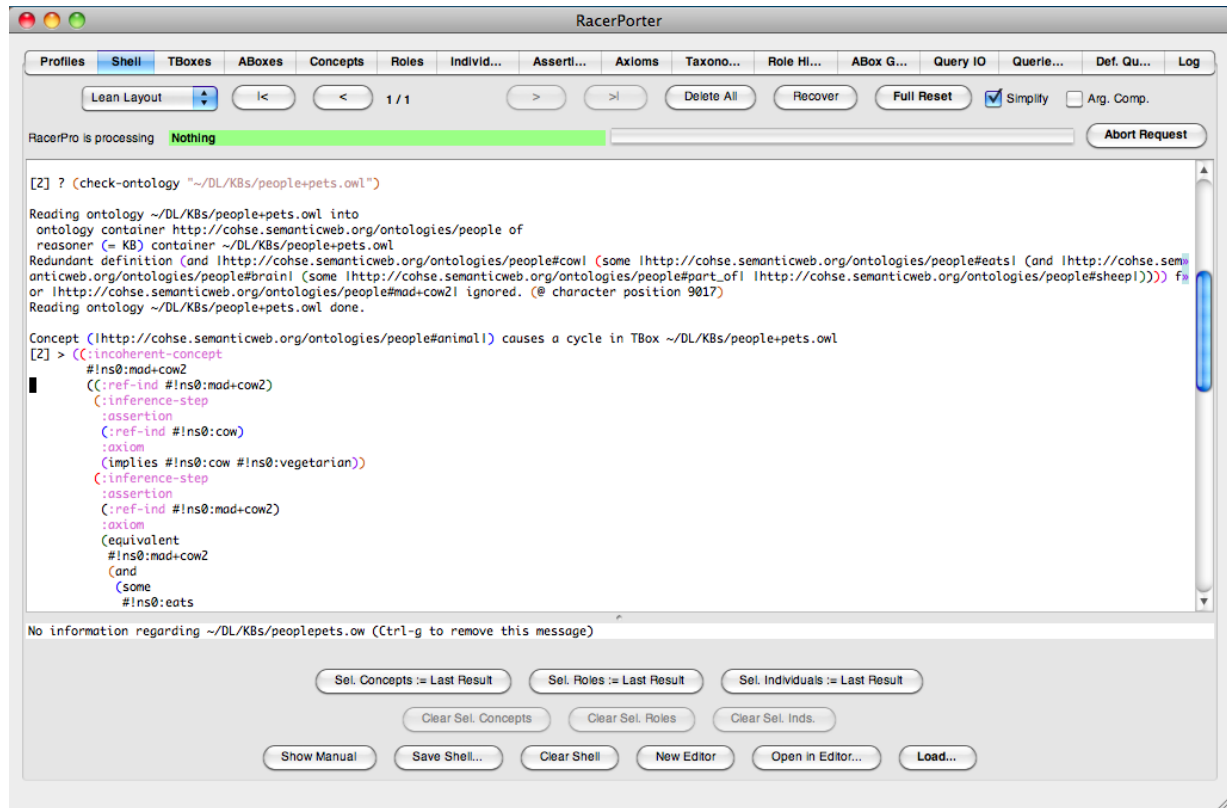 RacerPorter
Profiles Shell TBoxes ABoxes Concepts Roles Individ... Asserti... Axioms Taxono... Role Hi... ABox G... Query IO Querie... Def. Qu... Log
Lean Layout |< < 1 / 1 > >| Delete All Recover Full Reset Simplify Arg. Comp.
RacerPro is processing Nothing Abort Request
[2] ? (check-ontology "~/DL/KBs/people+pets.owl")
Reading ontology ~/DL/KBs/people+pets.owl into
ontology container http://cohse.semanticweb.org/ontologies/people of
reasoner (= KB) container ~/DL/KBs/people+pets.owl
Redundant definition (and |http://cohse.semanticweb.org/ontologies/people#cow| (some |http://cohse.semanticweb.org/ontologies/people#eats| (and |http://cohse.sem»
anticweb.org/ontologies/people#brain| (some |http://cohse.semanticweb.org/ontologies/people#part_of| |http://cohse.semanticweb.org/ontologies/people#sheep|)))) f»
or |http://cohse.semanticweb.org/ontologies/people#mad+cow2| ignored. (@ character position 9017)
Reading ontology ~/DL/KBs/people+pets.owl done.
Concept (|http://cohse.semanticweb.org/ontologies/people#animal|) causes a cycle in TBox ~/DL/KBs/people+pets.owl
[2] > ((:incoherent-concept
#!ns0:mad+cow2
((:ref-ind #!ns0:mad+cow2)
(:inference-step
:assertion
(:ref-ind #!ns0:cow)
:axiom
(implies #!ns0:cow #!ns0:vegetarian))
(:inference-step
:assertion
(:ref-ind #!ns0:mad+cow2)
:axiom
(equivalent
#!ns0:mad+cow2
(and
(some
#!ns0:eats
No information regarding ~/DL/KBs/peoplepets.ow (Ctrl-g to remove this message)
Sel. Concepts := Last Result Sel. Roles := Last Result Sel. Individuals := Last Result
Clear Sel. Concepts Clear Sel. Roles Clear Sel. Inds.
Show Manual Save Shell... Clear Shell New Editor Open in Editor... Load...